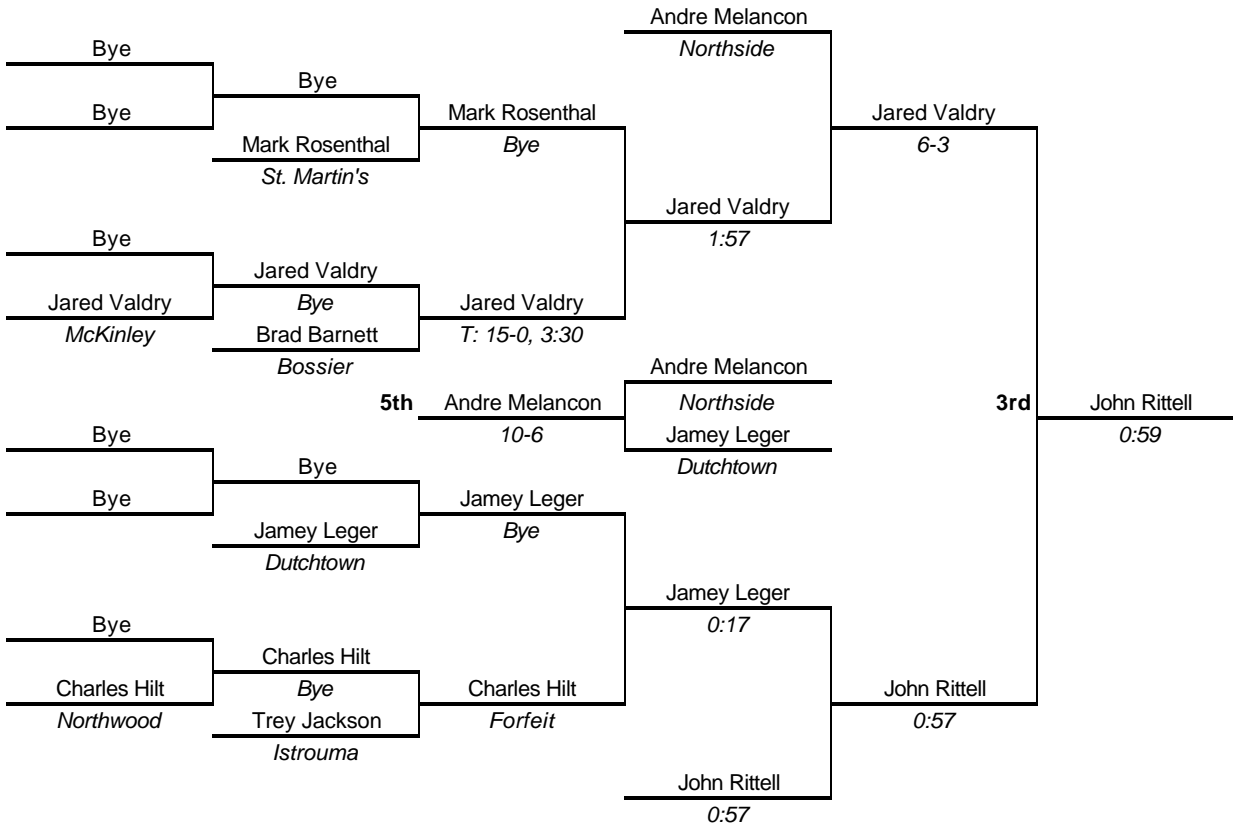 Andre Melancon
Bye
Northside
Bye
Bye
Mark Rosenthal
Jared Valdry
Mark Rosenthal
Bye
6-3
St. Martin's
Jared Valdry
Bye
1:57
Jared Valdry
Jared Valdry
Bye
Jared Valdry
McKinley
Brad Barnett
T: 15-0, 3:30
Bossier
Andre Melancon
5th
Andre Melancon
Northside
3rd
John Rittell
Bye
10-6
Jamey Leger
0:59
Bye
Dutchtown
Bye
Jamey Leger
Jamey Leger
Bye
Dutchtown
Jamey Leger
Bye
0:17
Charles Hilt
Charles Hilt
Bye
Charles Hilt
John Rittell
Northwood
Trey Jackson
Forfeit
0:57
Istrouma
John Rittell
0:57